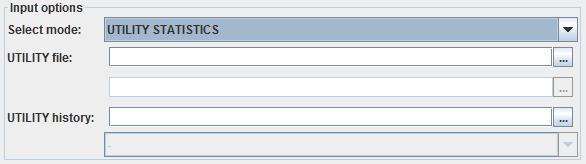 Input options
Select mode: UTILITY STATISTICS
UTILITY file: ...
...
UTILITY history: ...
-